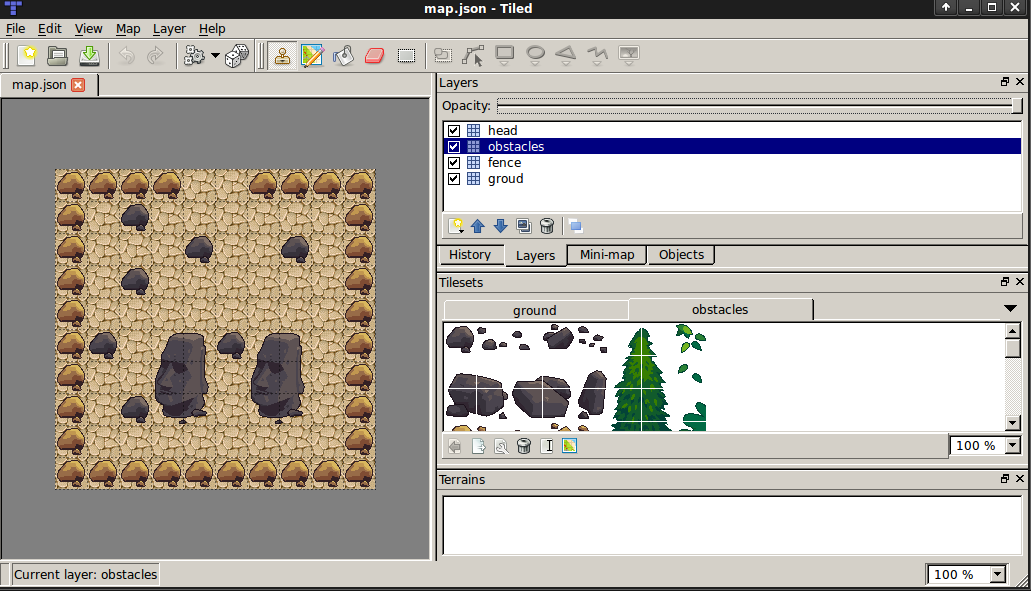 map.json - Tiled
File Edit View Map Layer Help
map.json
Layers
Opacity:
head
obstacles
fence
groud
History Layers Mini-map Objects
Tilesets
ground obstacles
100 %
Terrains
Current layer: obstacles
100 %